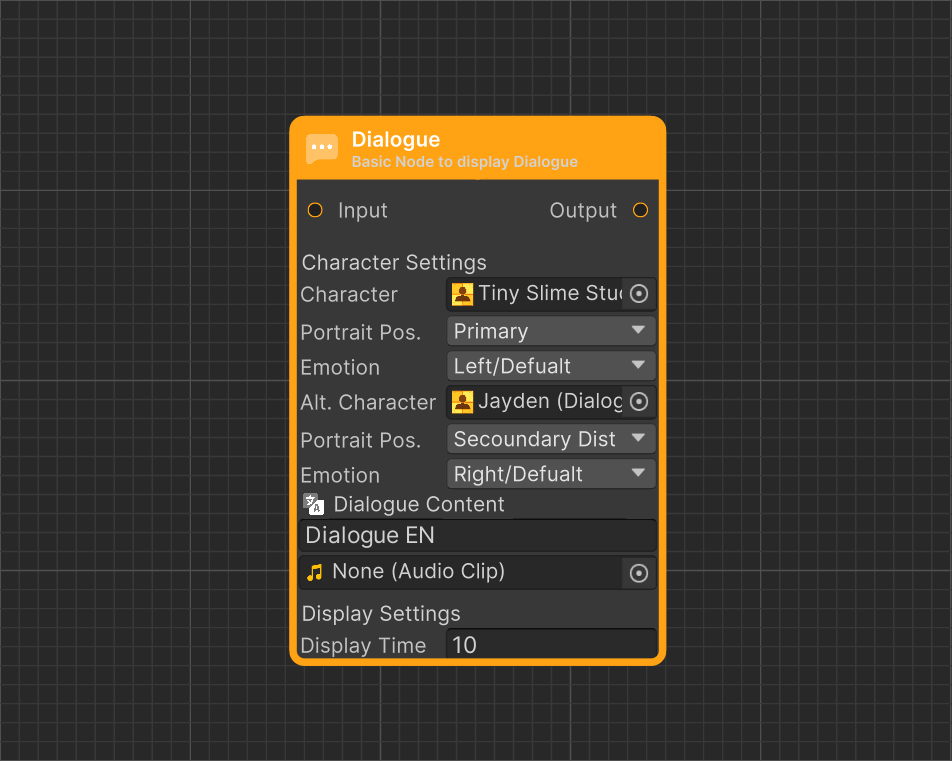 Dialogue
Basic Node to display Dialogue
Input Output
Character Settings
Character Tiny Slime Stu
Portrait Pos. Primary
Emotion Left/Defualt
Alt. Character Jayden (Dialog
Portrait Pos. Secoundary Dist
Emotion Right/Defualt
Dialogue Content
Dialogue EN
None (Audio Clip)
Display Settings
Display Time 10